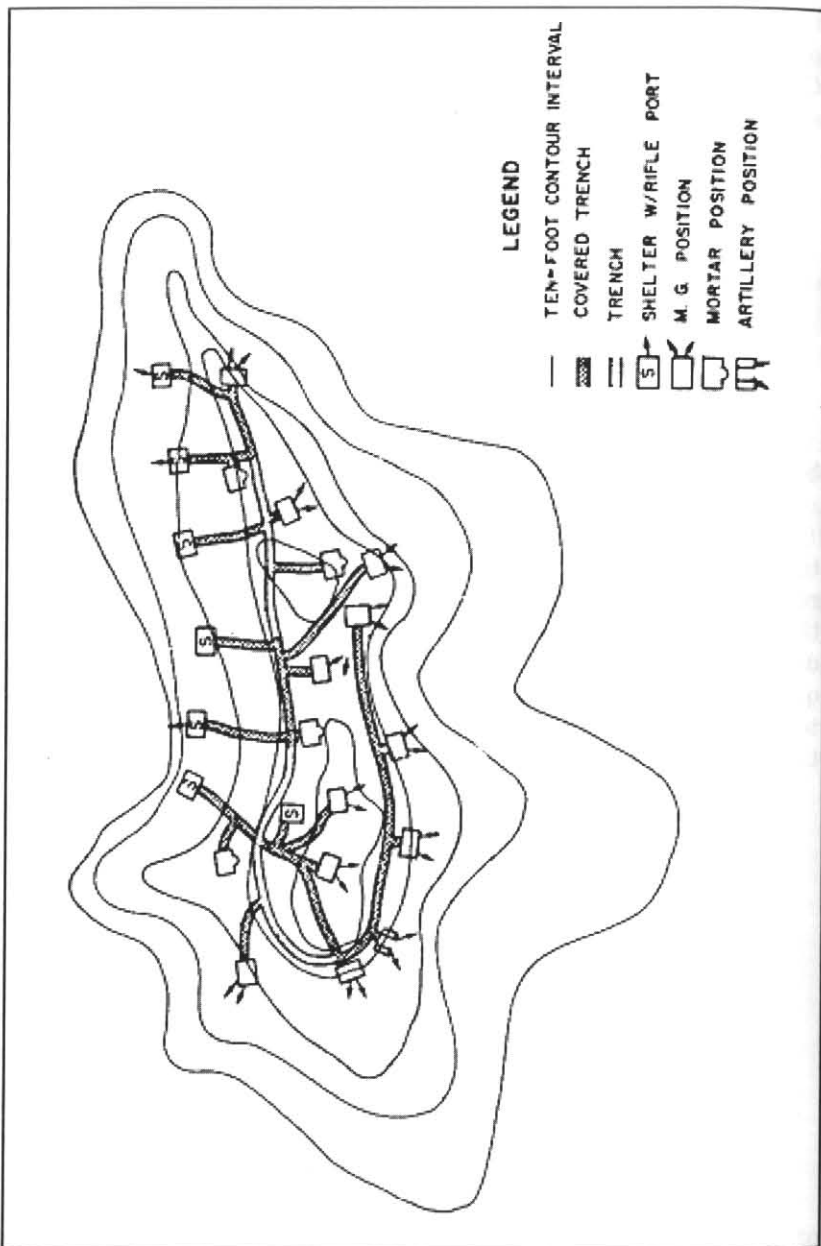 LEGEND
TEN-FOOT CONTOUR INTERVAL
COVERED TRENCH
TRENCH
S SHELTER W/RIFLE PORT
M. G. POSITION
MORTAR POSITION
ARTILLERY POSITION
S
S
S
S
S
S
S